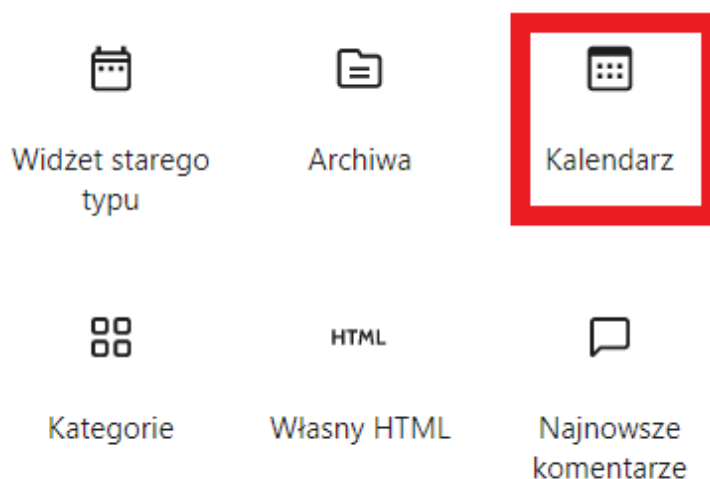 Widżet starego
typu
Archiwa
Kalendarz
Kategorie
HTML
Własny HTML
Najnowsze
komentarze